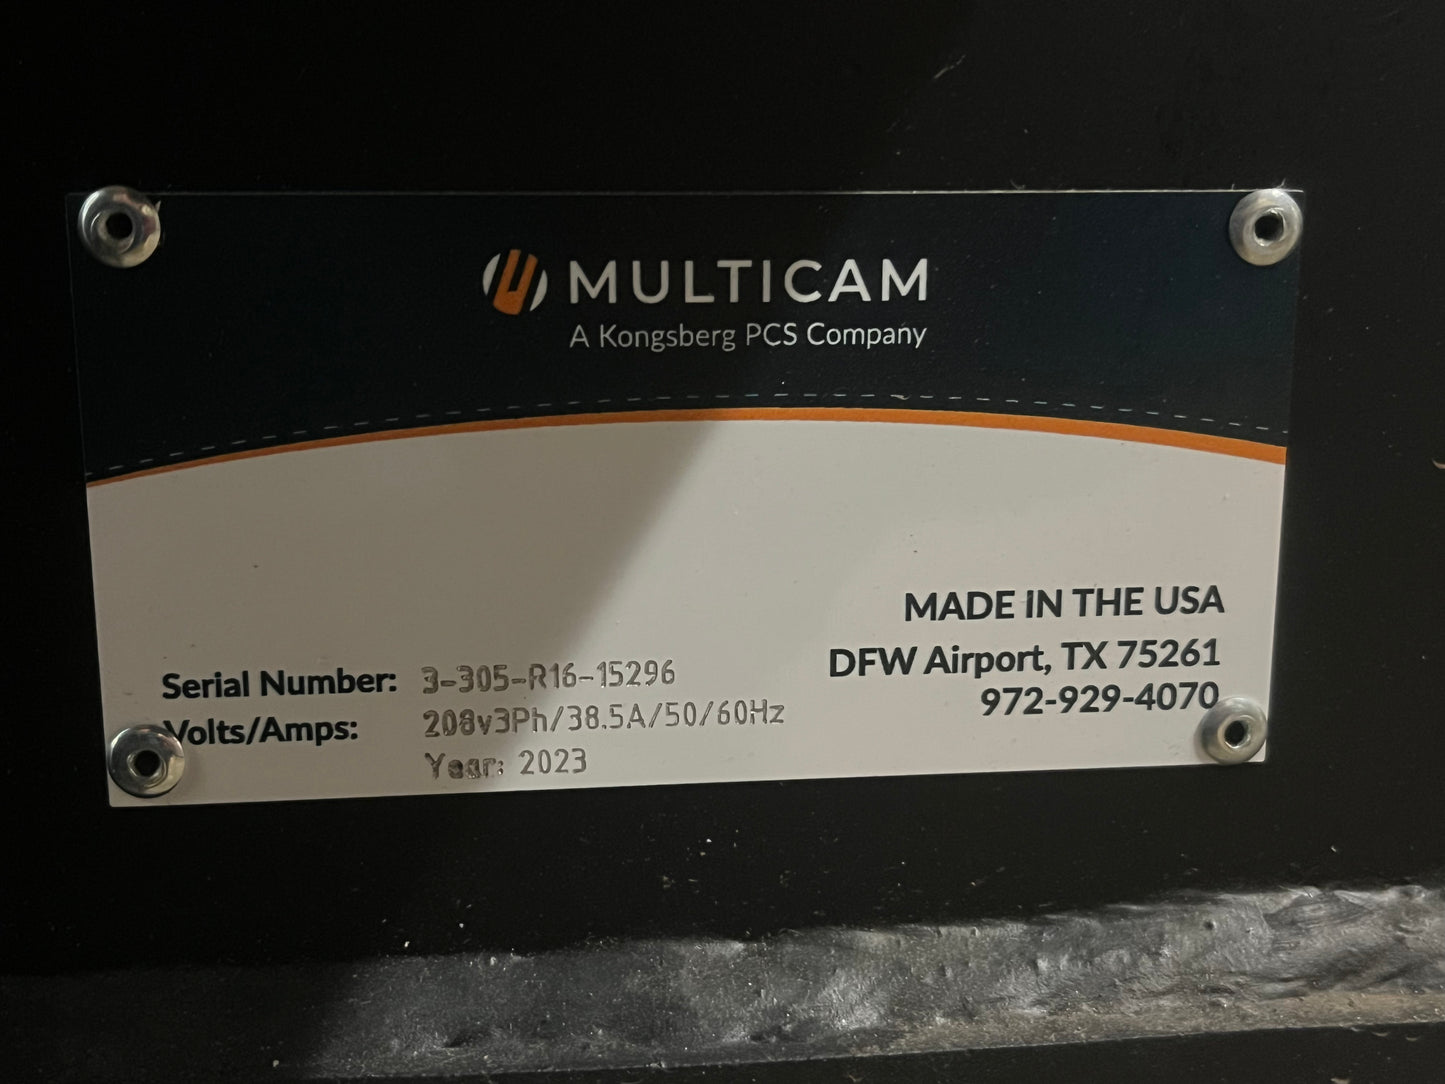 MULTICAM
A Kongsberg PCS Company
MADE IN THE USA
DFW Airport, TX 75261
972-929-4070
Serial Number: 3-305-R16-15296
Volts/Amps: 208v3Ph/38.5A/50/60Hz
Year: 2023